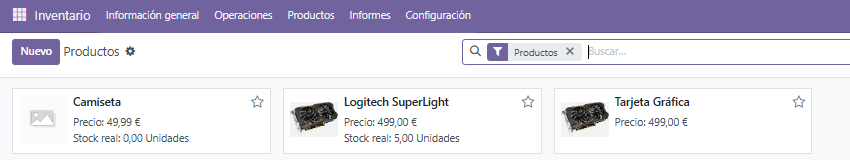 Inventario Información general Operaciones Productos Informes Configuración
Nuevo Productos Productos Buscar...
Camiseta
Precio: 49,99 €
Stock real: 0,00 Unidades
Logitech SuperLight
Precio: 499,00 €
Stock real: 5,00 Unidades
Tarjeta Gráfica
Precio: 499,00 €